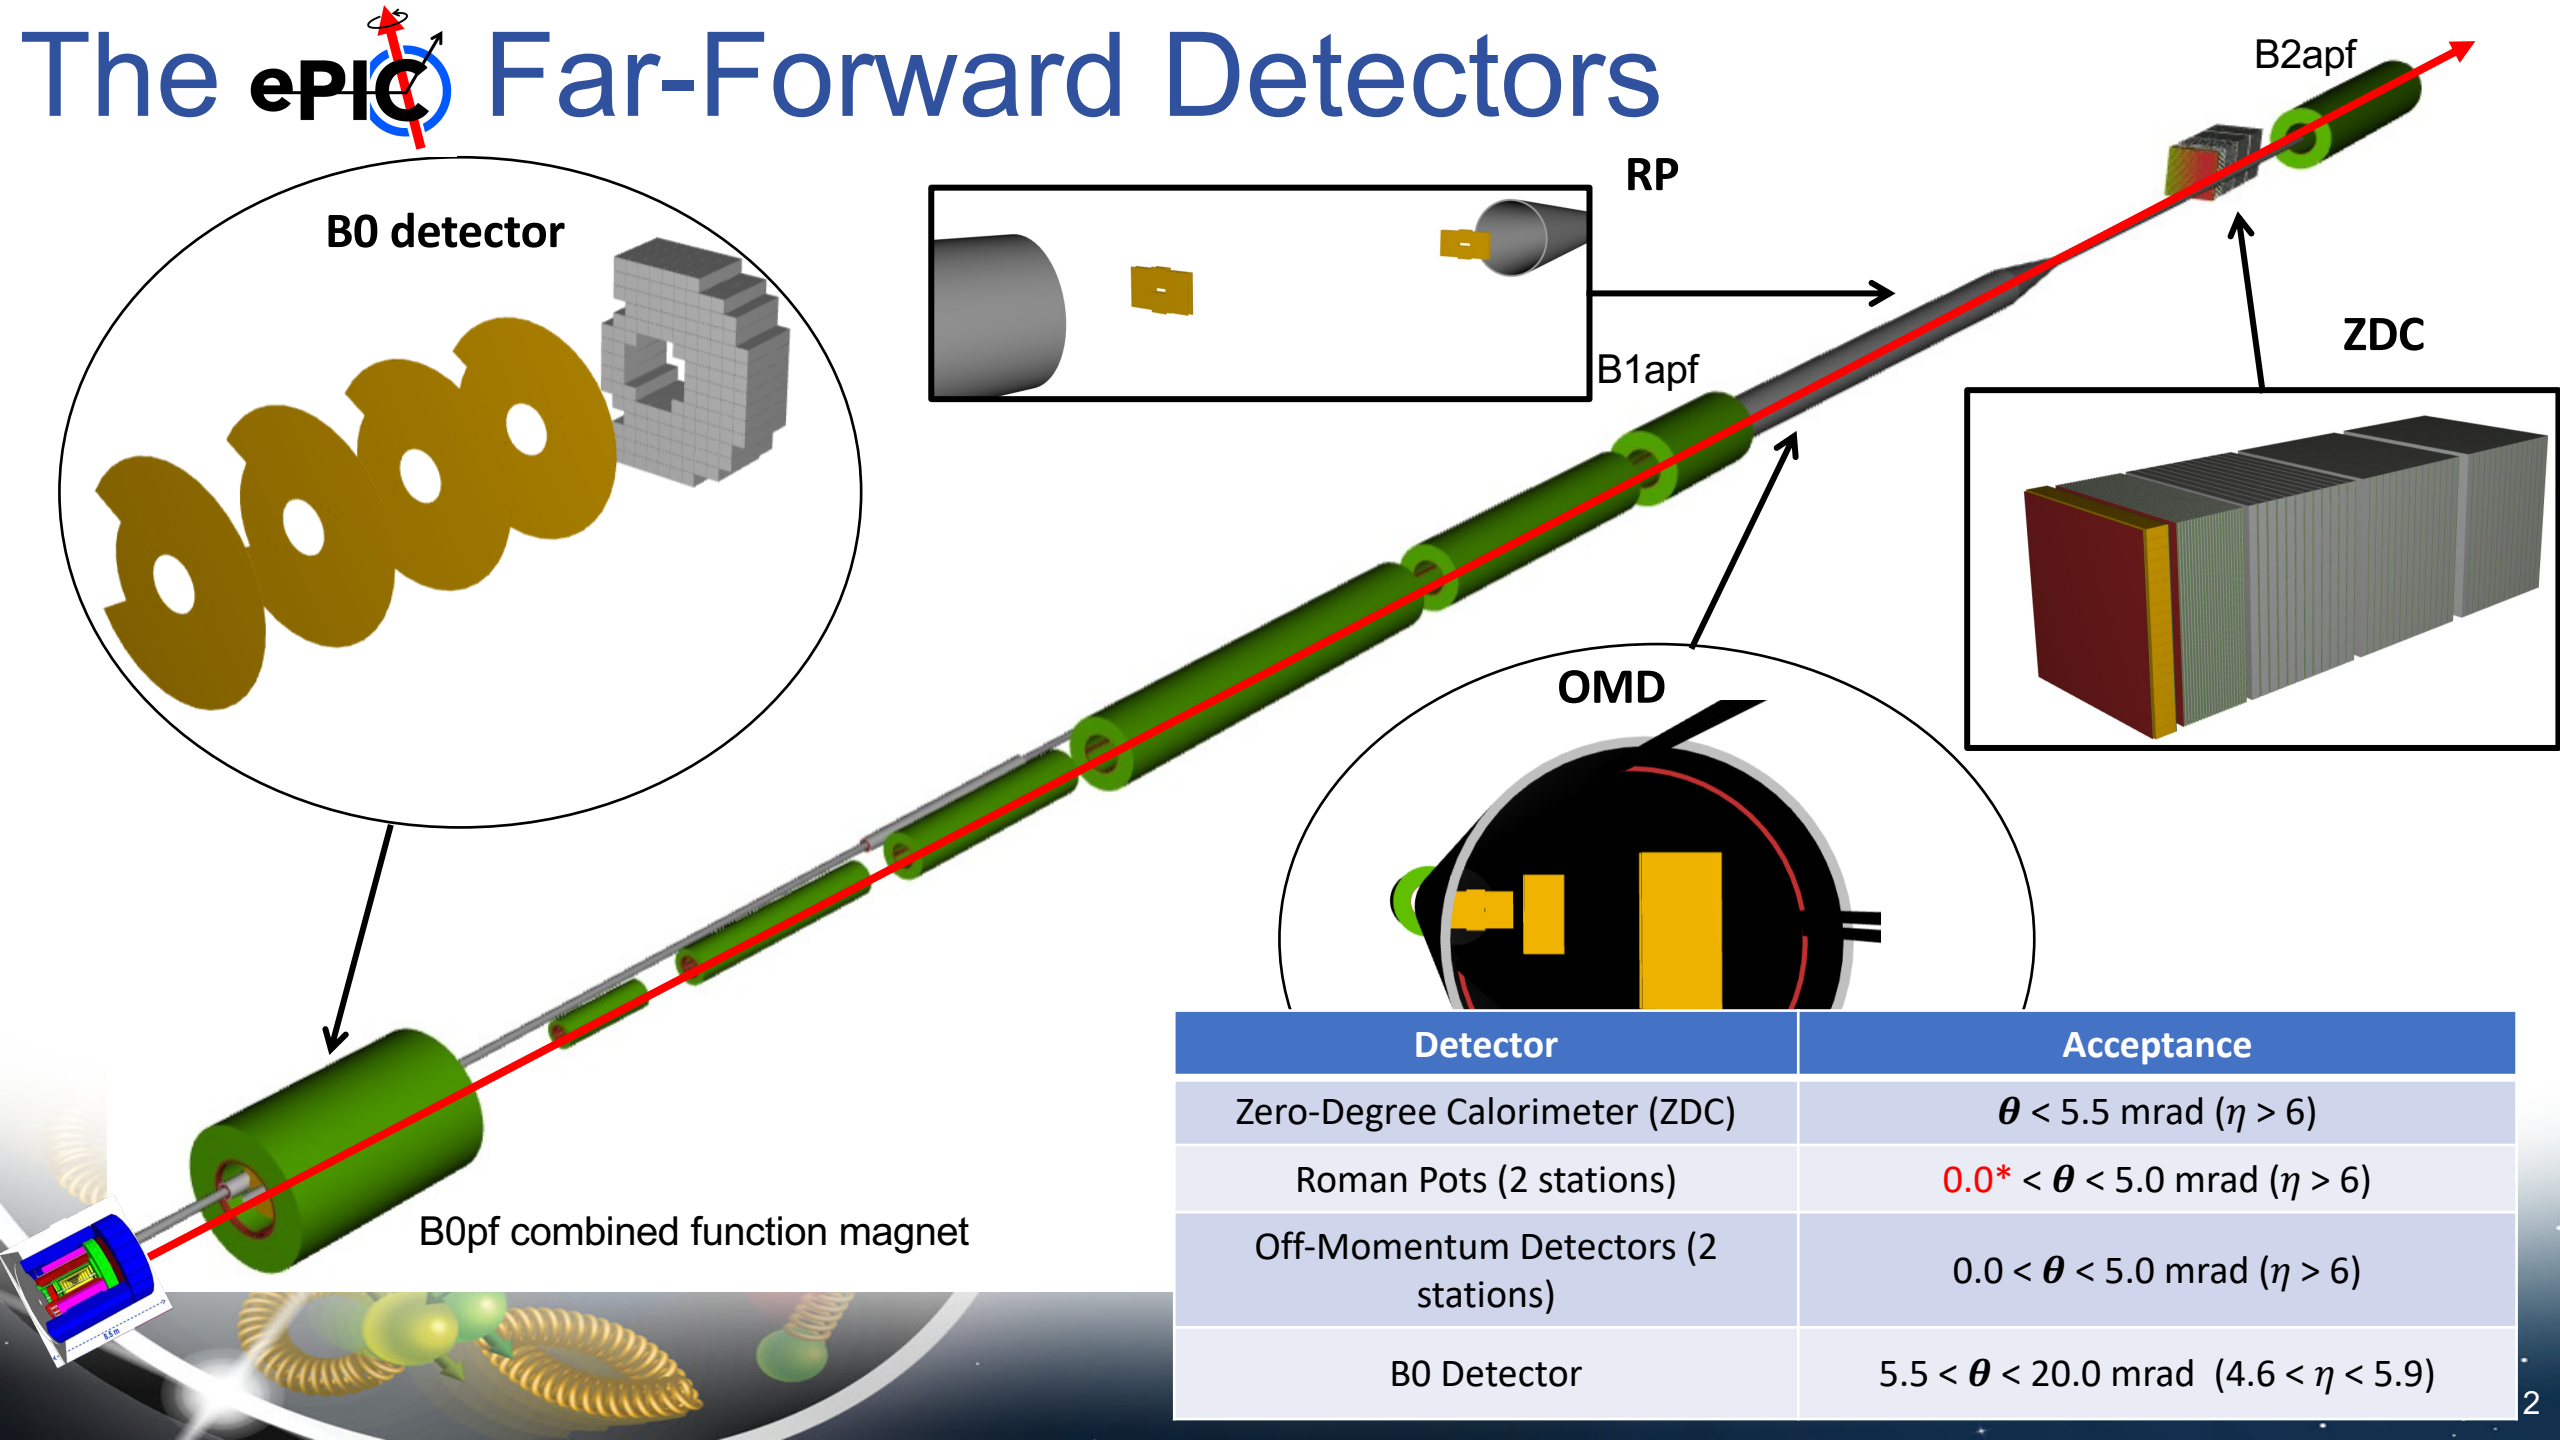 The ePIC Far-Forward Detectors
B2apf
RP
B0 detector
ZDC
B1apf
OMD
B0pf combined function magnet
8.5 m
Detector Acceptance
Zero-Degree Calorimeter (ZDC) θ < 5.5 mrad (η > 6)
Roman Pots (2 stations) 0.0* < θ < 5.0 mrad (η > 6)
Off-Momentum Detectors (2
stations) 0.0 < θ < 5.0 mrad (η > 6)
B0 Detector 5.5 < θ < 20.0 mrad (4.6 < η < 5.9)
2